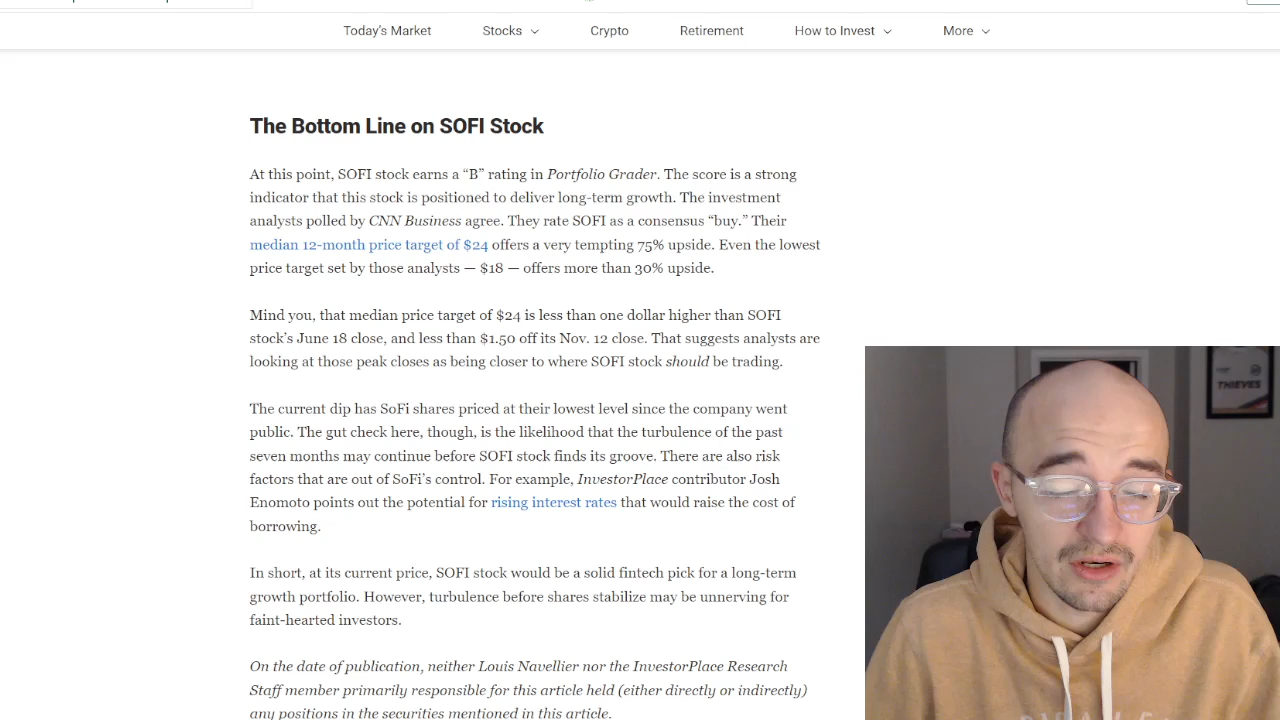 Today's Market Stocks Crypto Retirement How to Invest More
The Bottom Line on SOFI Stock
At this point, SOFI stock earns a “B” rating in Portfolio Grader. The score is a strong
indicator that this stock is positioned to deliver long-term growth. The investment
analysts polled by CNN Business agree. They rate SOFI as a consensus “buy.” Their
median 12-month price target of $24 offers a very tempting 75% upside. Even the lowest
price target set by those analysts — $18 — offers more than 30% upside.
Mind you, that median price target of $24 is less than one dollar higher than SOFI
stock’s June 18 close, and less than $1.50 off its Nov. 12 close. That suggests analysts are
looking at those peak closes as being closer to where SOFI stock should be trading.
The current dip has SoFi shares priced at their lowest level since the company went
public. The gut check here, though, is the likelihood that the turbulence of the past
seven months may continue before SOFI stock finds its groove. There are also risk
factors that are out of SoFi’s control. For example, InvestorPlace contributor Josh
Enomoto points out the potential for rising interest rates that would raise the cost of
borrowing.
In short, at its current price, SOFI stock would be a solid fintech pick for a long-term
growth portfolio. However, turbulence before shares stabilize may be unnerving for
faint-hearted investors.
On the date of publication, neither Louis Navellier nor the InvestorPlace Research
Staff member primarily responsible for this article held (either directly or indirectly)
any positions in the securities mentioned in this article.
THIEVES